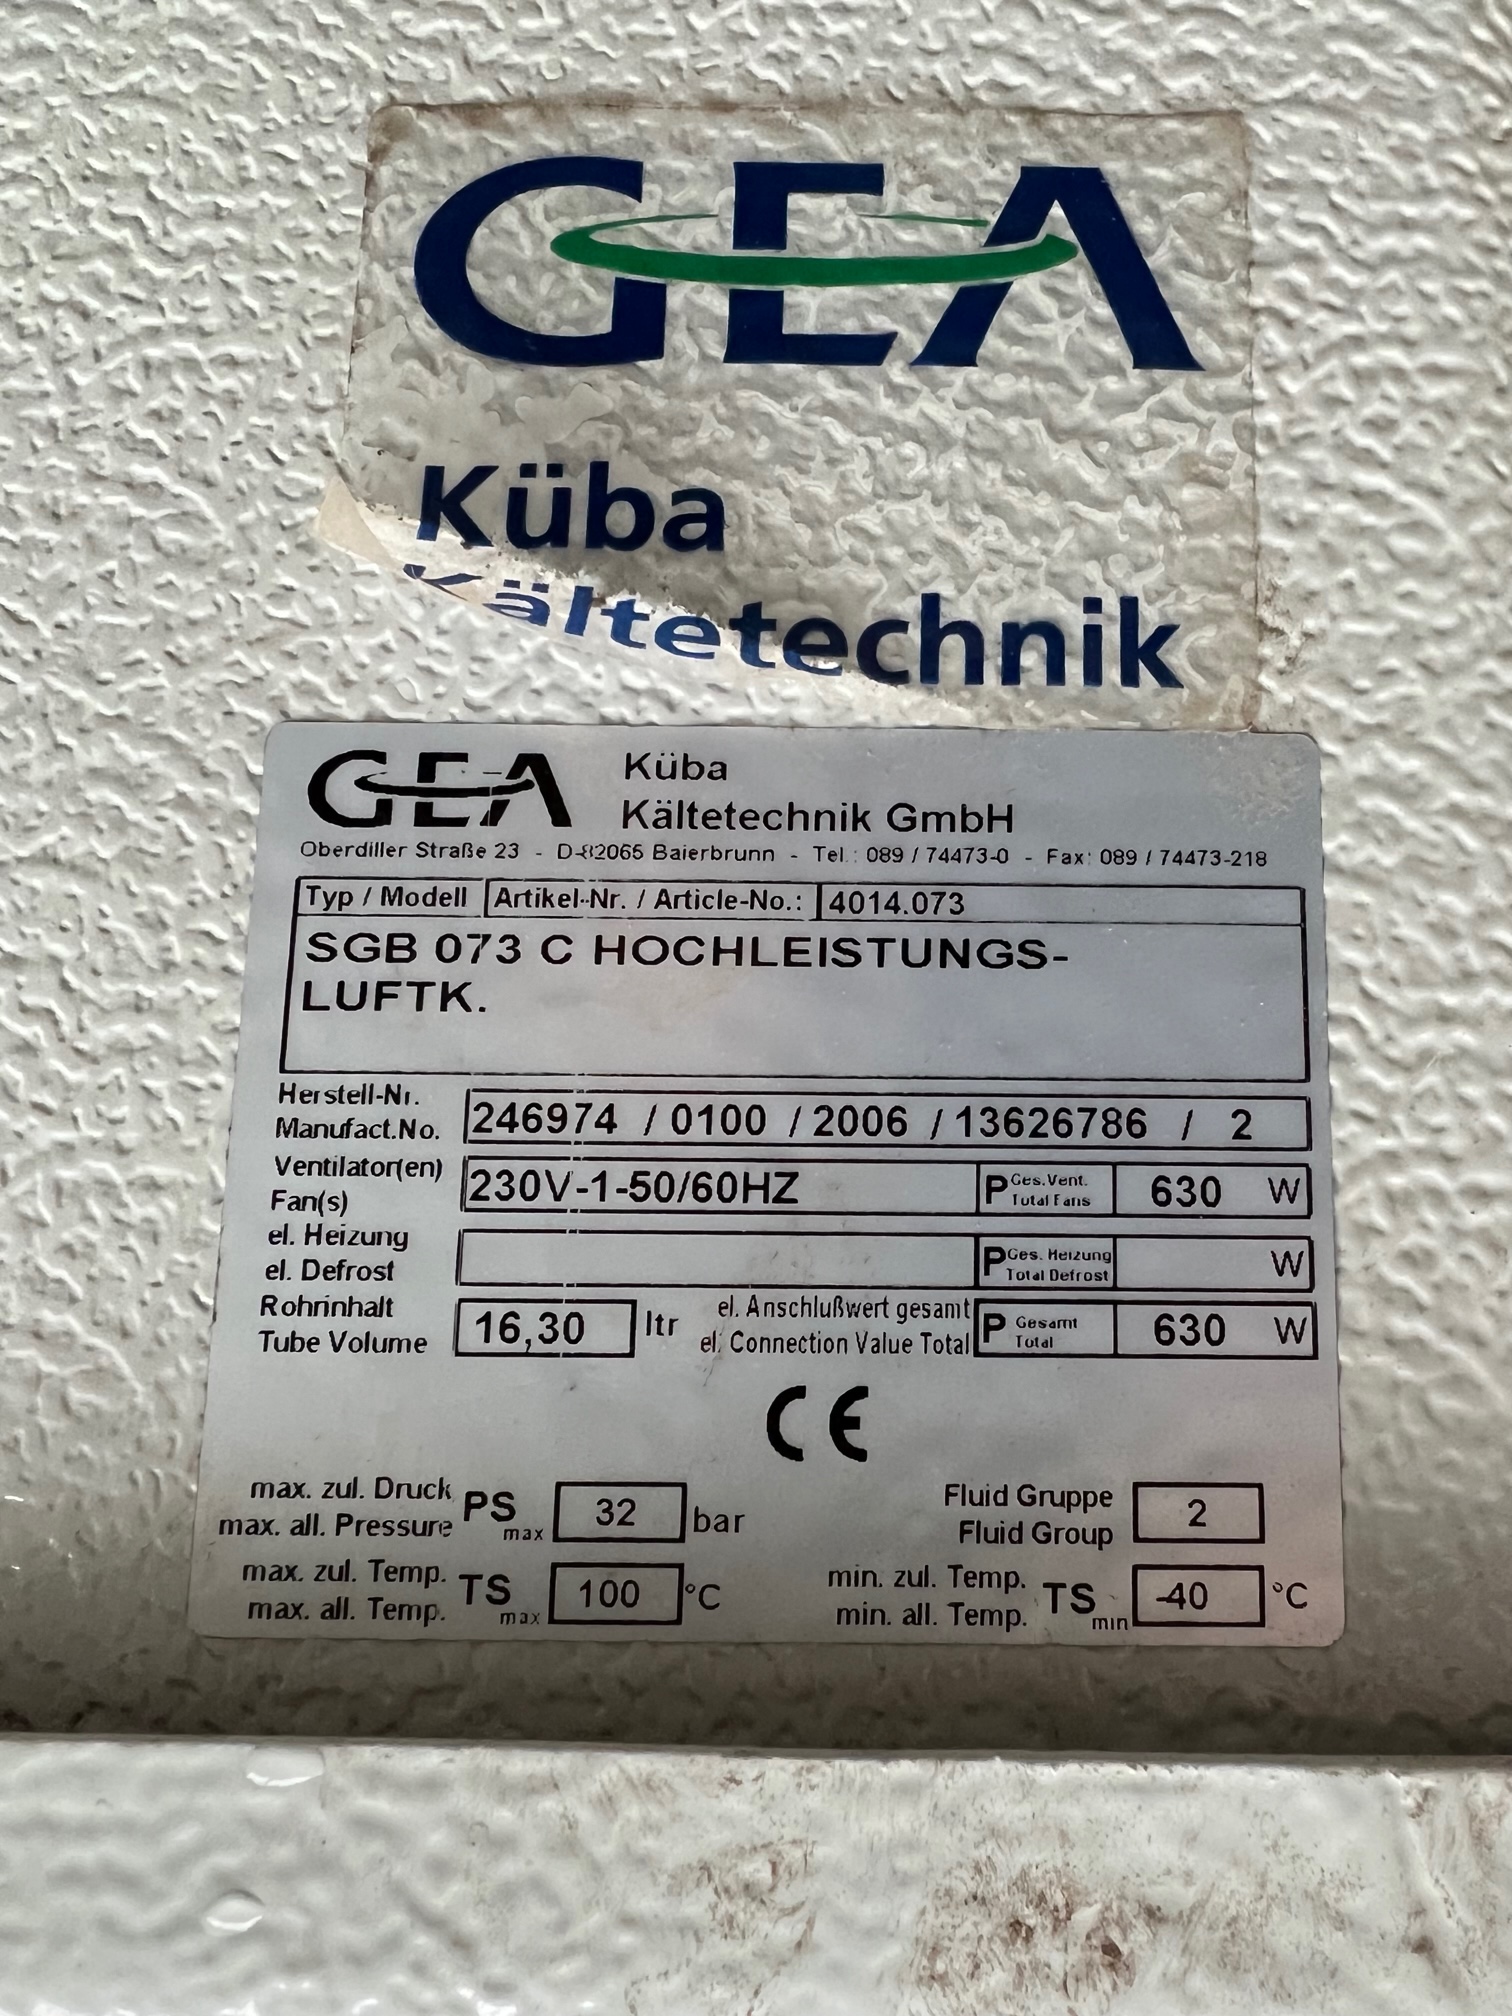 GEA
Küba
Kältetechnik
GEA Küba
Kältetechnik GmbH
Oberdiller Straße 23 - D-82065 Baierbrunn - Tel.: 089 / 74473-0 - Fax: 089 / 74473-218
Typ / Modell Artikel-Nr. / Article-No.: 4014.073
SGB 073 C HOCHLEISTUNGS-
LUFTK.
Herstell-Nr.
Manufact.No. 246974 / 0100 / 2006 / 13626786 / 2
Ventilator(en)
Fan(s) 230V-1-50/60HZ P Ges.Vent. Total Fans 630 W
el. Heizung
el. Defrost P Ges. Heizung Total Defrost W
Rohrinhalt
Tube Volume 16,30 ltr
el. Anschlußwert gesamt
el. Connection Value Total P Gesamt Total 630 W
CE
max. zul. Druck
max. all. Pressure PS max 32 bar
Fluid Gruppe
Fluid Group 2
max. zul. Temp.
max. all. Temp. TS max 100 °C
min. zul. Temp.
min. all. Temp. TS min -40 °C